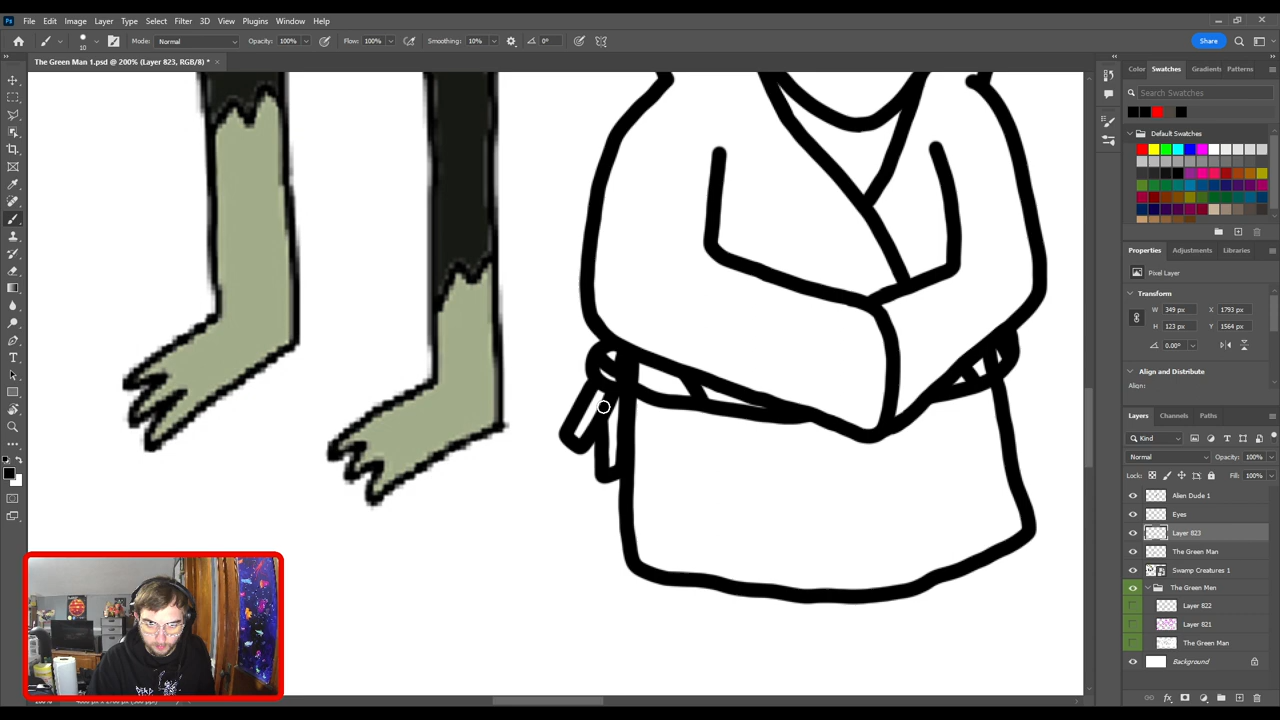 Ps File Edit Image Layer Type Select Filter 3D View Plugins Window Help
10 Mode: Normal Opacity: 100% Flow: 100% Smoothing: 10% 0° Share
The Green Man 1.psd @ 200% (Layer 823, RGB/8) * ×
Color Swatches Gradients Patterns
Search Swatches
Default Swatches
Properties Adjustments Libraries
Pixel Layer
Transform
W 349 px X 1793 px
H 123 px Y 1564 px
0.00°
Align and Distribute
Align:
Layers Channels Paths
Kind
Normal Opacity: 100%
Lock: Fill: 100%
Alien Dude 1
Eyes
Layer 823
The Green Man
Swamp Creatures 1
The Green Men
Layer 822
Layer 821
The Green Man
Background